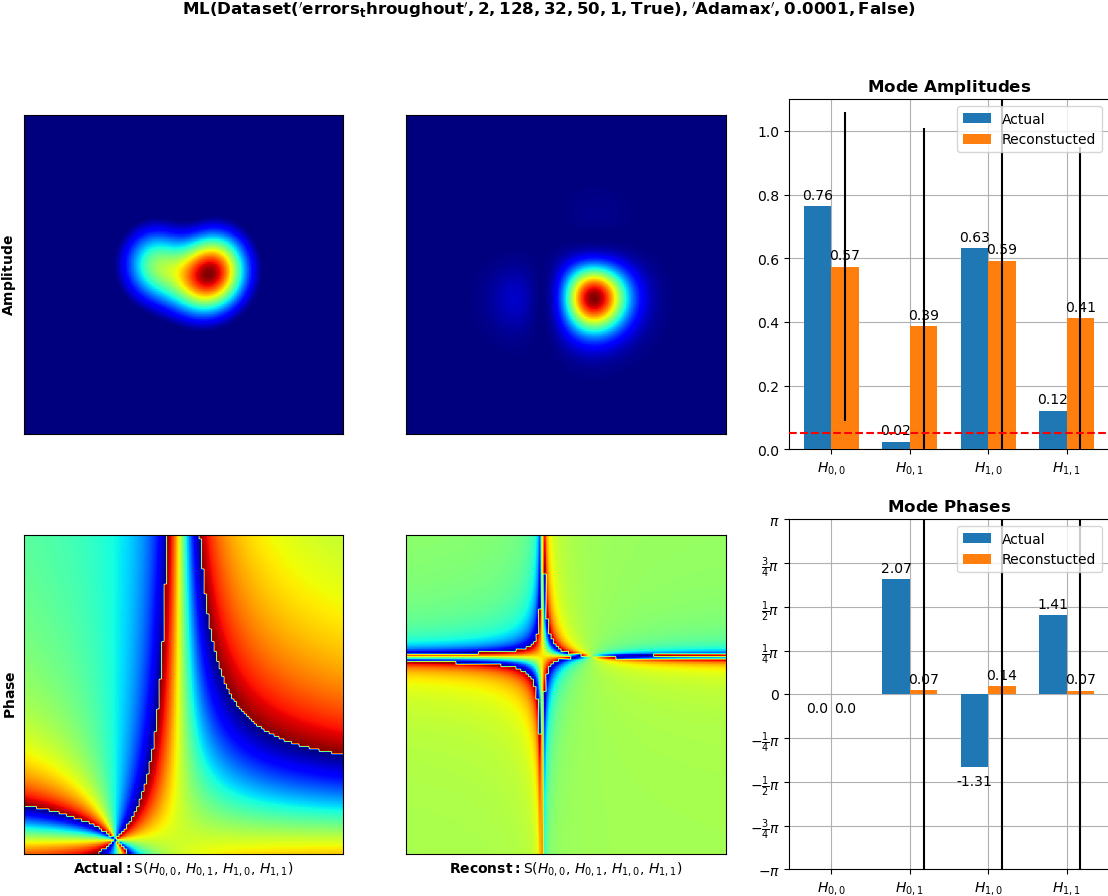 ML(Dataset('errors_throughout', 2, 128, 32, 50, 1, True), 'Adamax', 0.0001, False)
Amplitude
Mode Amplitudes
Actual
Reconstucted
1.0
0.8
0.6
0.4
0.2
0.0
0.76
0.57
0.02
0.39
0.63
0.59
0.12
0.41
H0,0
H0,1
H1,0
H1,1
Phase
Actual: S(H0,0, H0,1, H1,0, H1,1)
Reconst: S(H0,0, H0,1, H1,0, H1,1)
Mode Phases
Actual
Reconstucted
π
3/4π
1/2π
1/4π
0
−1/4π
−1/2π
−3/4π
−π
0.0
0.0
2.07
0.07
-1.31
0.14
1.41
0.07
H0,0
H0,1
H1,0
H1,1